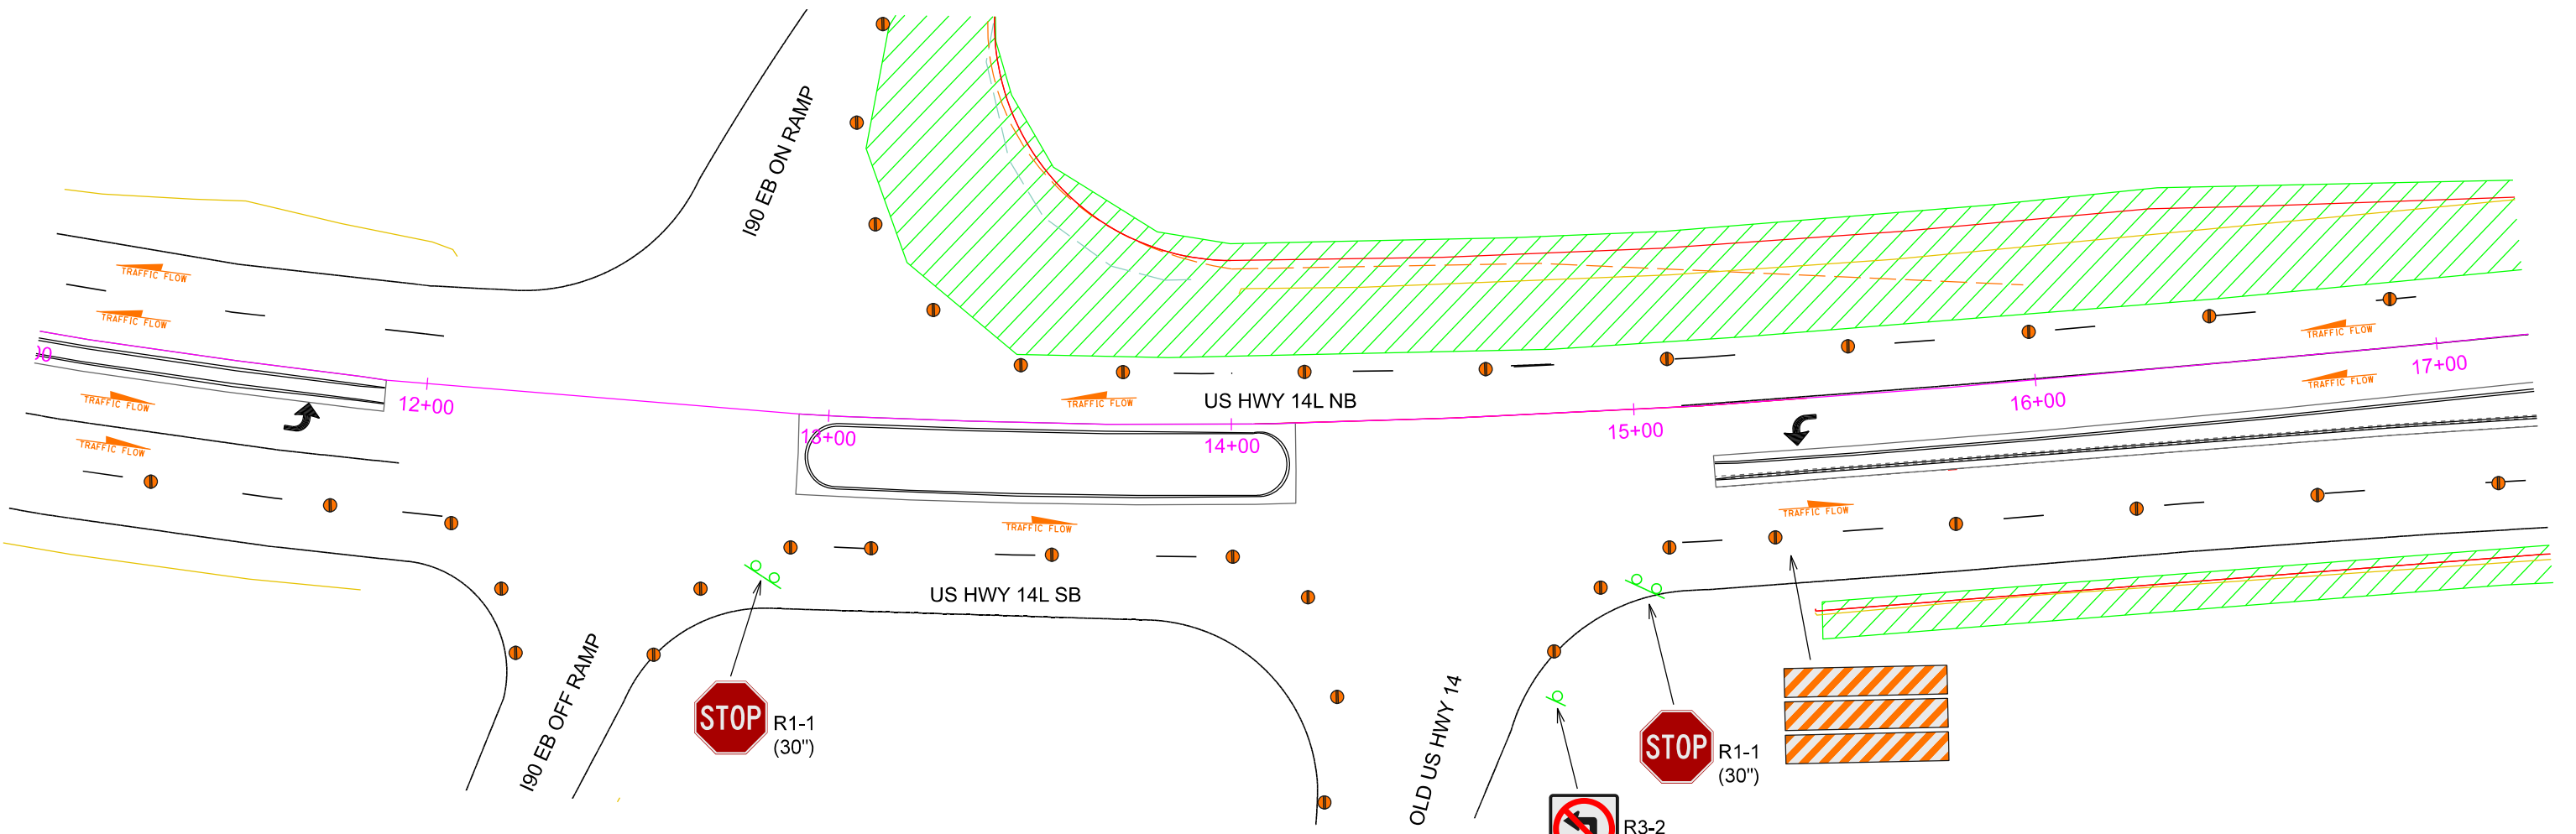 I90 EB ON RAMP
TRAFFIC FLOW
TRAFFIC FLOW
TRAFFIC FLOW
TRAFFIC FLOW
12+00
TRAFFIC FLOW
US HWY 14L NB
13+00
14+00
15+00
16+00
17+00
TRAFFIC FLOW
TRAFFIC FLOW
TRAFFIC FLOW
TRAFFIC FLOW
US HWY 14L SB
I90 EB OFF RAMP
STOP
R1-1
(30")
OLD US HWY 14
STOP
R1-1
(30")
R3-2